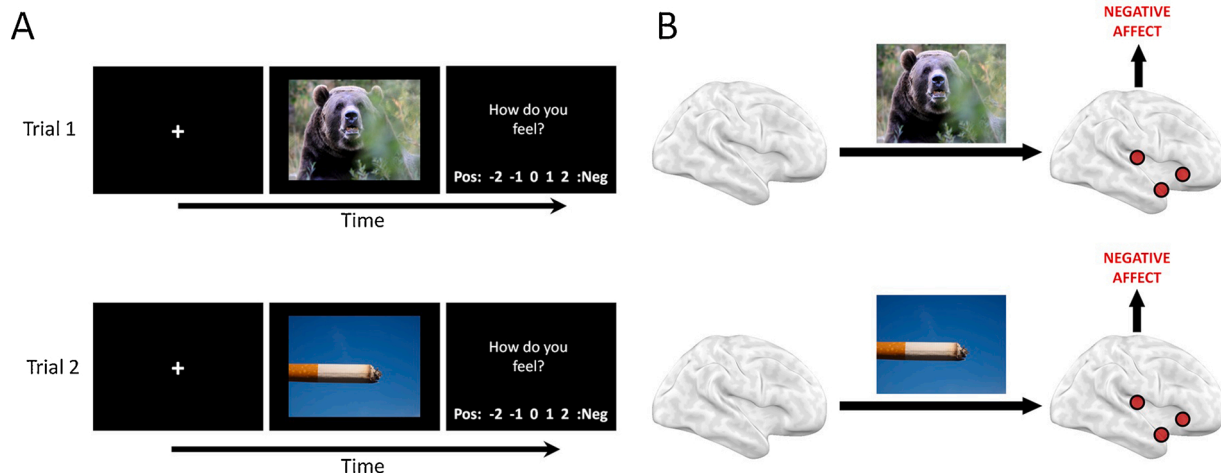 A
Trial 1
+
How do you
feel?
Pos: -2 -1 0 1 2 :Neg
Time
Trial 2
+
How do you
feel?
Pos: -2 -1 0 1 2 :Neg
Time
B
NEGATIVE
AFFECT
NEGATIVE
AFFECT